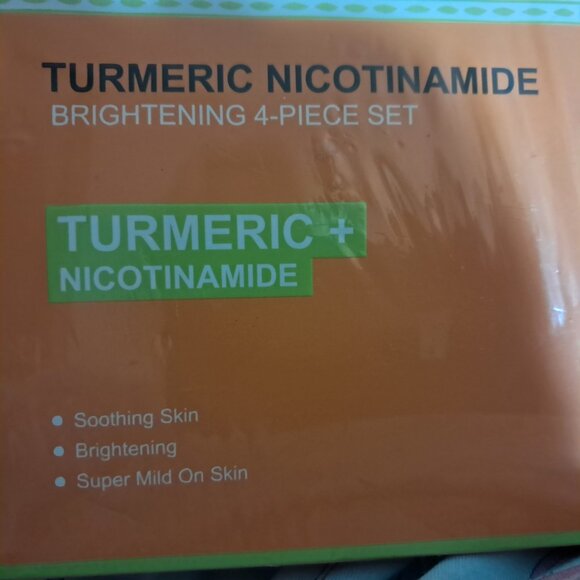 TURMERIC NICOTINAMIDE
BRIGHTENING 4-PIECE SET
TURMERIC +
NICOTINAMIDE
• Soothing Skin
• Brightening
• Super Mild On Skin